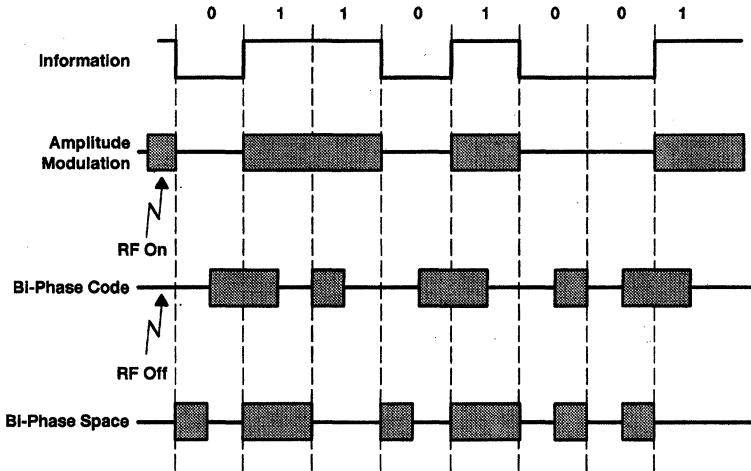 0 1 1 0 1 0 0 1
Information
Amplitude
Modulation
RF On
Bi-Phase Code
RF Off
Bi-Phase Space